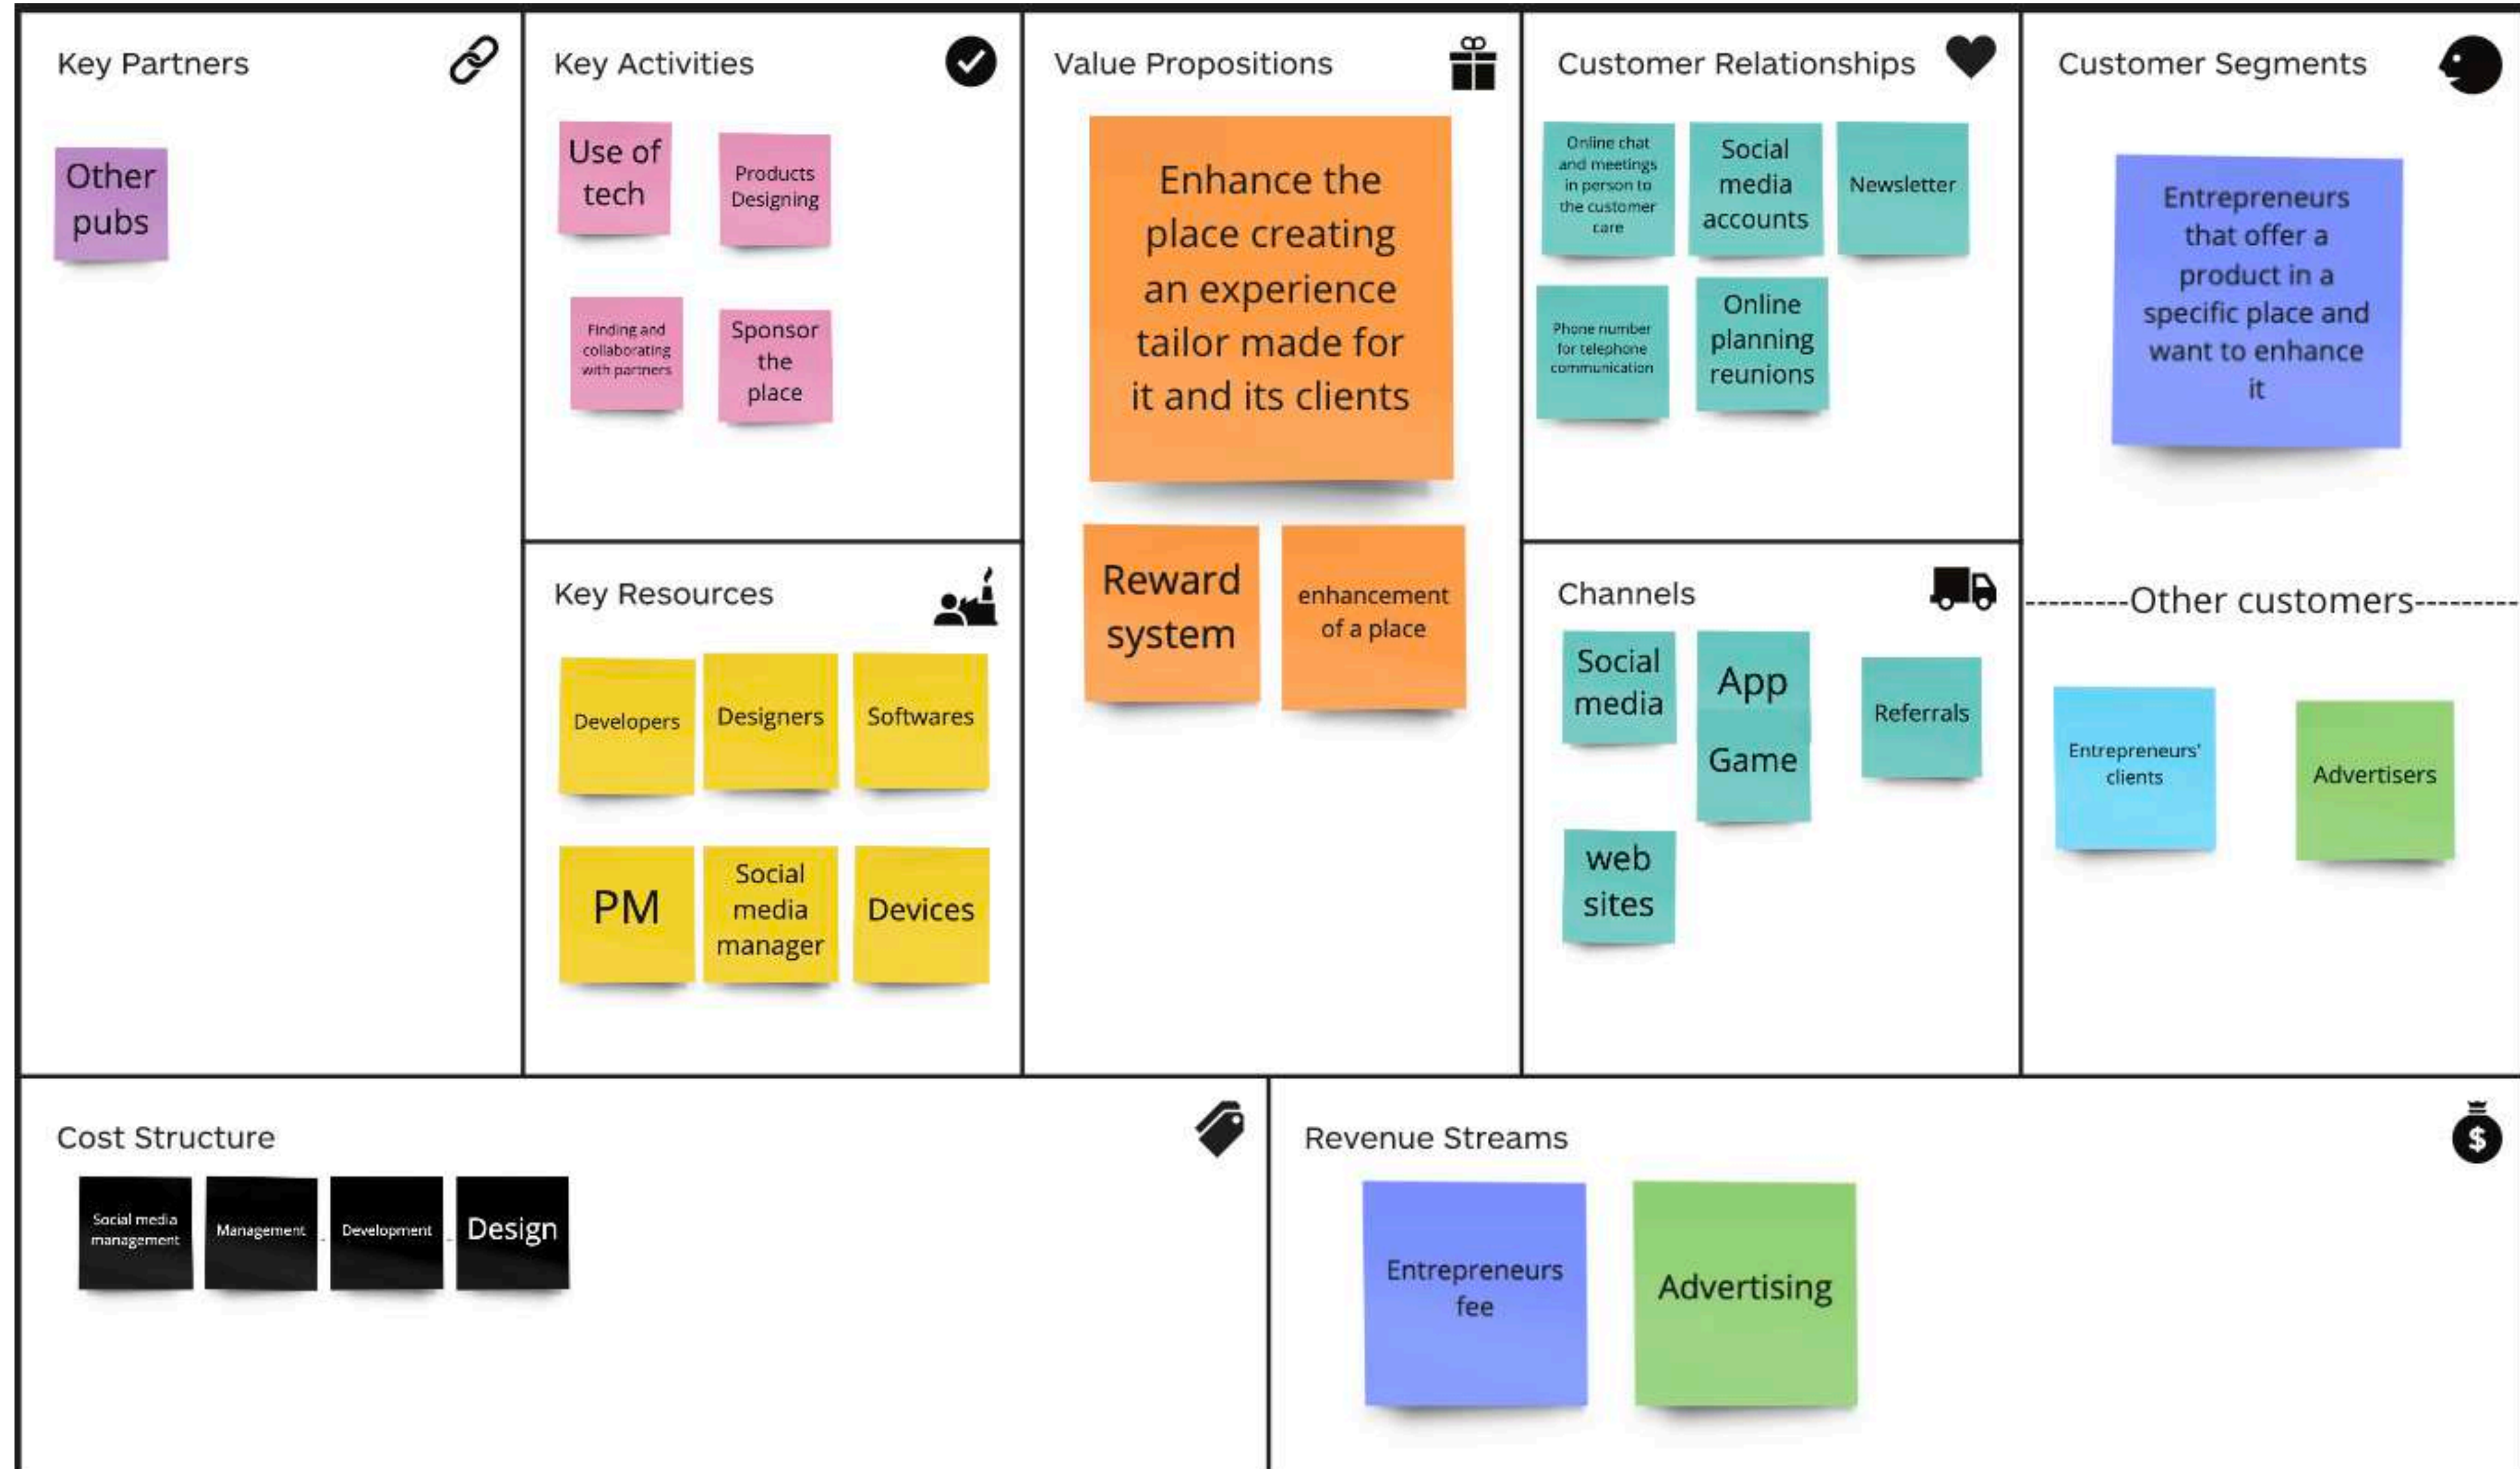 Key Partners
Other
pubs
Key Activities
Use of
tech
Products
Designing
Finding and
collaborating
with partners
Sponsor
the
place
Key Resources
Developers
Designers
Softwares
PM
Social
media
manager
Devices
Value Propositions
Enhance the
place creating
an experience
tailor made for
it and its clients
Reward
system
enhancement
of a place
Customer Relationships
Online chat
and meetings
in person to
the customer
care
Social
media
accounts
Newsletter
Phone number
for telephone
communication
Online
planning
reunions
Channels
Social
media
App
Game
Referrals
web
sites
Customer Segments
Entrepreneurs
that offer a
product in a
specific place and
want to enhance
it
---------Other customers---------
Entrepreneurs'
clients
Advertisers
Cost Structure
Social media
management
Management
Development
Design
Revenue Streams
$
Entrepreneurs
fee
Advertising